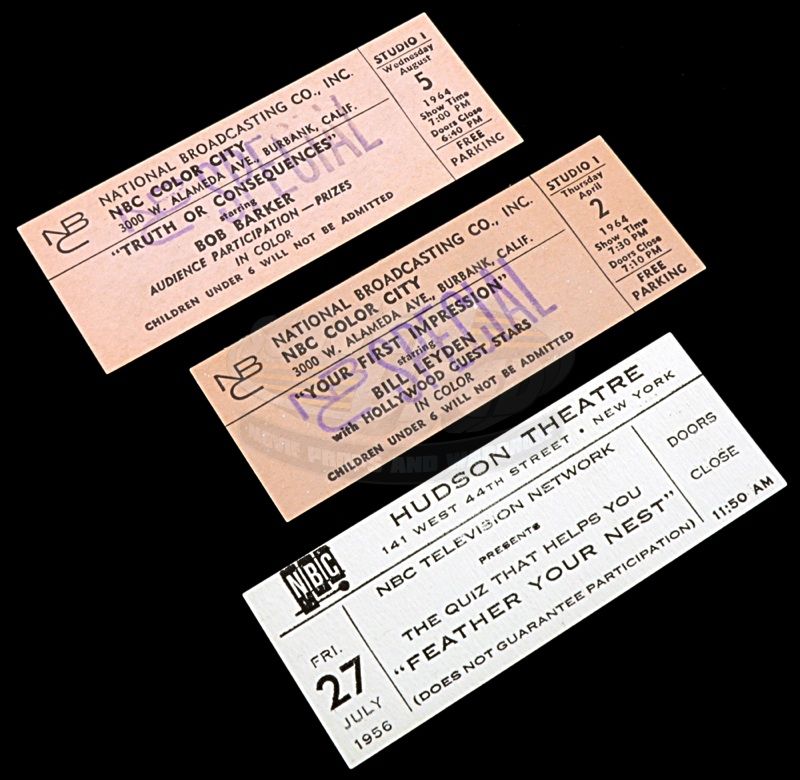 NBC
NATIONAL BROADCASTING CO., INC.
NBC COLOR CITY
3000 W. ALAMEDA AVE., BURBANK, CALIF.
"TRUTH OR CONSEQUENCES"
starring
BOB BARKER
AUDIENCE PARTICIPATION — PRIZES
IN COLOR
CHILDREN UNDER 6 WILL NOT BE ADMITTED
SPECIAL
STUDIO 1
Wednesday
August
5
1964
Show Time
7:00 PM
Doors Close
6:40 PM
FREE
PARKING
NBC
NATIONAL BROADCASTING CO., INC.
NBC COLOR CITY
3000 W. ALAMEDA AVE., BURBANK, CALIF.
"YOUR FIRST IMPRESSION"
starring
BILL LEYDEN
with HOLLYWOOD GUEST STARS
IN COLOR
CHILDREN UNDER 6 WILL NOT BE ADMITTED
NBC SPECIAL
STUDIO 1
Thursday
April
2
1964
Show Time
7:30 PM
Doors Close
7:10 PM
FREE
PARKING
HUDSON THEATRE
141 WEST 44TH STREET • NEW YORK
NBC
NBC TELEVISION NETWORK
PRESENTS
THE QUIZ THAT HELPS YOU
"FEATHER YOUR NEST"
(DOES NOT GUARANTEE PARTICIPATION)
FRI.
27
JULY
1956
DOORS
CLOSE
11:50 AM